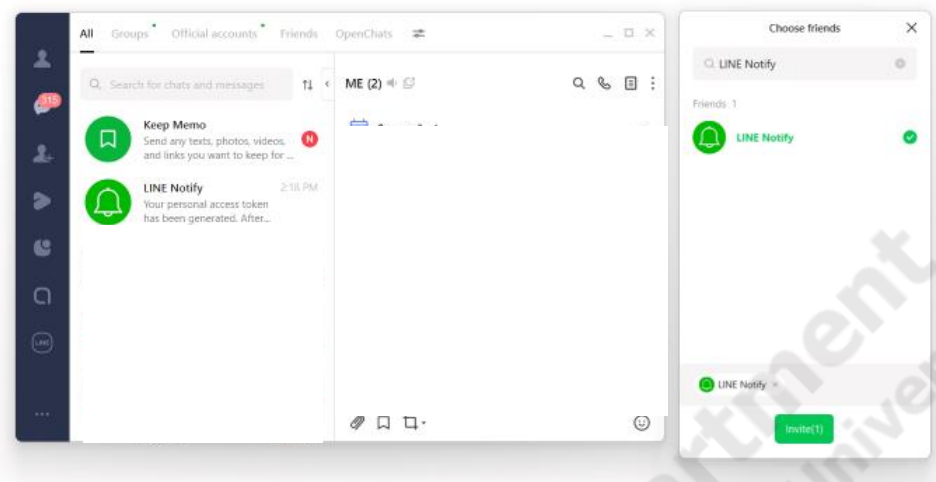 All Groups Official accounts Friends OpenChats
315
Search for chats and messages
Keep Memo
Send any texts, photos, videos,
and links you want to keep for ...
N
LINE Notify 2:18 PM
Your personal access token
has been generated. After...
LINE
ME (2)
Choose friends
LINE Notify
Friends 1
LINE Notify
LINE Notify
Invite(1)